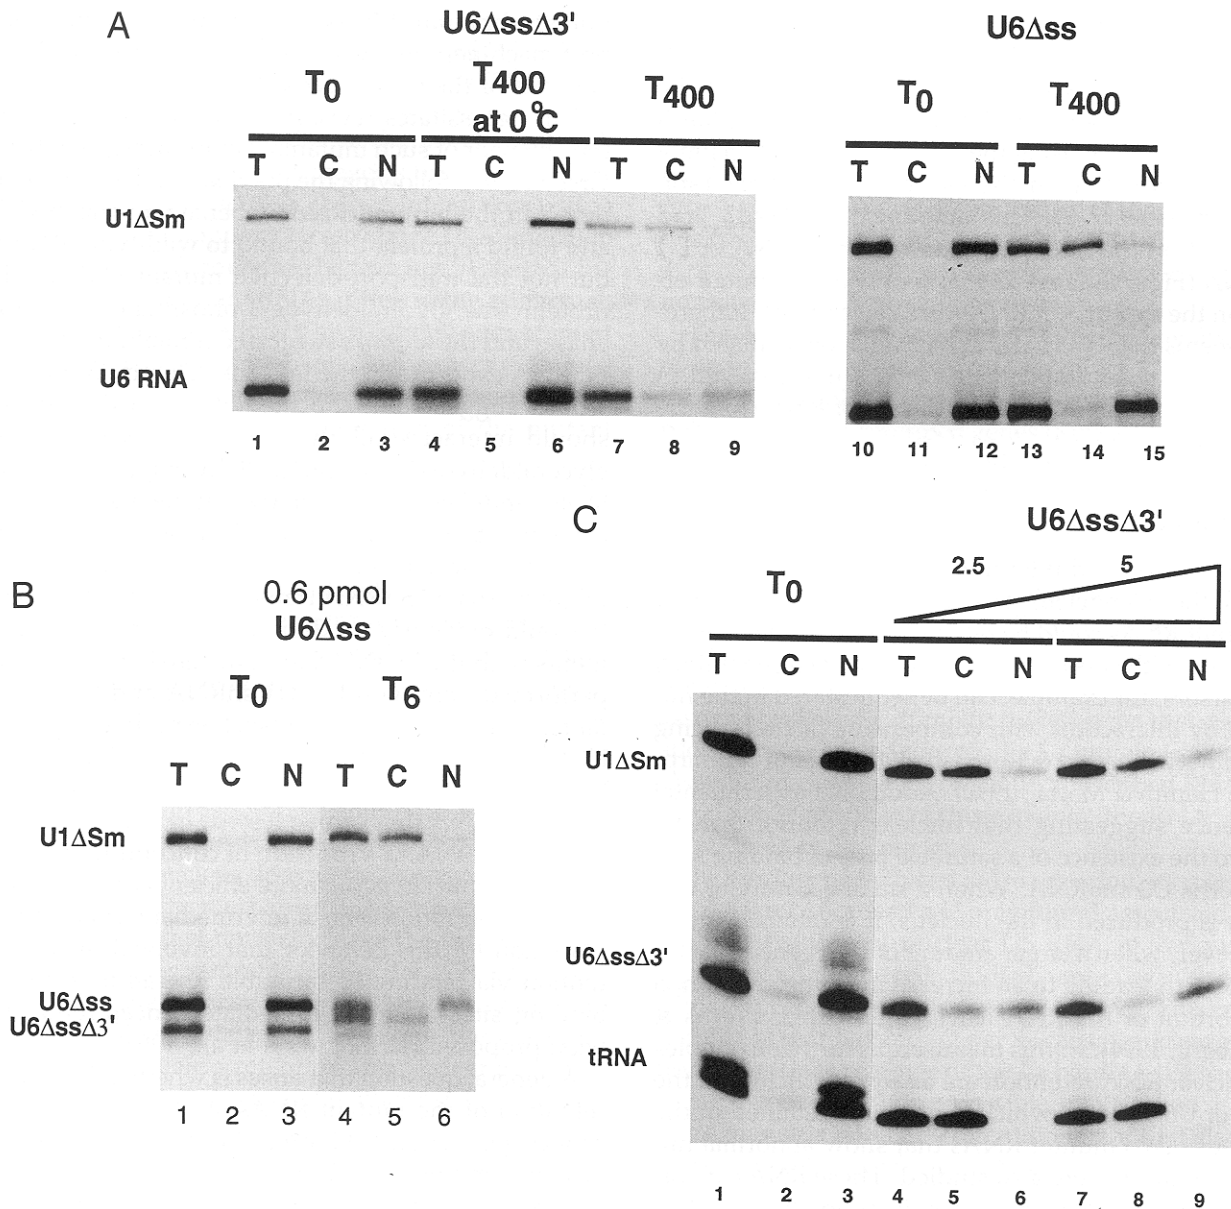 A
U6ΔssΔ3'
U6Δss
T0
T400
at 0°C
T400
T0
T400
T C N T C N T C N
T C N T C N
U1ΔSm
U6 RNA
1 2 3 4 5 6 7 8 9
10 11 12 13 14 15
B
0.6 pmol
U6Δss
T0
T6
T C N T C N
U1ΔSm
U6Δss
U6ΔssΔ3'
1 2 3 4 5 6
C
U6ΔssΔ3'
T0
2.5
5
T C N T C N T C N
U1ΔSm
U6ΔssΔ3'
tRNA
1 2 3 4 5 6 7 8 9